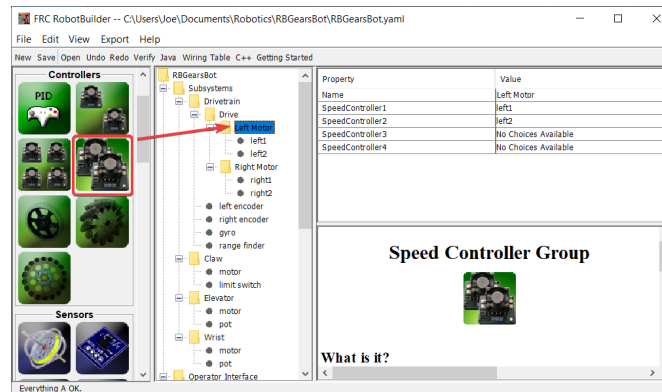 FRC RobotBuilder -- C:\Users\Joe\Documents\Robotics\RBGearsBot\RBGearsBot.yaml
File Edit View Export Help
New Save Open Undo Redo Verify Java Wiring Table C++ Getting Started
Controllers
PID
Sensors
RBGearsBot
Subsystems
Drivetrain
Drive
Left Motor
left1
left2
Right Motor
right1
right2
left encoder
right encoder
gyro
range finder
Claw
motor
limit switch
Elevator
motor
pot
Wrist
motor
pot
Operator Interface
Property Value
Name Left Motor
SpeedController1 left1
SpeedController2 left2
SpeedController3 No Choices Available
SpeedController4 No Choices Available
Speed Controller Group
What is it?
Everything A OK.